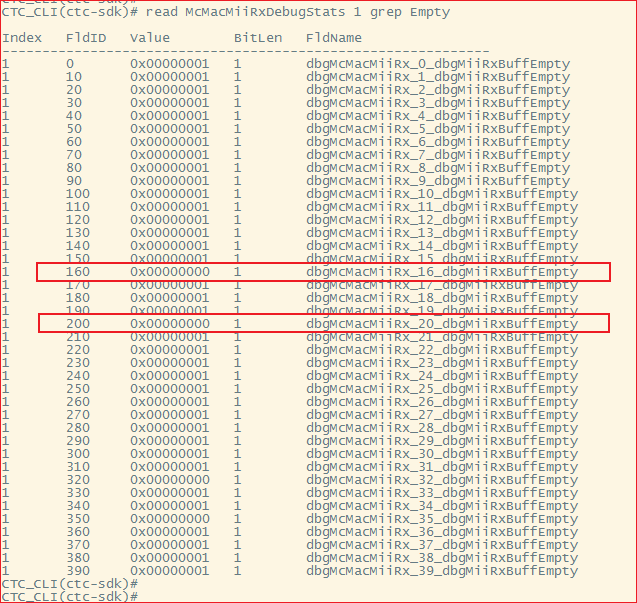 CTC_CLI(ctc-sdk)#
CTC_CLI(ctc-sdk)# read McMacMiiRxDebugStats 1 grep Empty
Index FldID Value BitLen FldName
----------------------------------------------------------------
1 0 0x00000001 1 dbgMcMacMiiRx_0_dbgMiiRxBuffEmpty
1 10 0x00000001 1 dbgMcMacMiiRx_1_dbgMiiRxBuffEmpty
1 20 0x00000001 1 dbgMcMacMiiRx_2_dbgMiiRxBuffEmpty
1 30 0x00000001 1 dbgMcMacMiiRx_3_dbgMiiRxBuffEmpty
1 40 0x00000001 1 dbgMcMacMiiRx_4_dbgMiiRxBuffEmpty
1 50 0x00000001 1 dbgMcMacMiiRx_5_dbgMiiRxBuffEmpty
1 60 0x00000001 1 dbgMcMacMiiRx_6_dbgMiiRxBuffEmpty
1 70 0x00000001 1 dbgMcMacMiiRx_7_dbgMiiRxBuffEmpty
1 80 0x00000001 1 dbgMcMacMiiRx_8_dbgMiiRxBuffEmpty
1 90 0x00000001 1 dbgMcMacMiiRx_9_dbgMiiRxBuffEmpty
1 100 0x00000001 1 dbgMcMacMiiRx_10_dbgMiiRxBuffEmpty
1 110 0x00000001 1 dbgMcMacMiiRx_11_dbgMiiRxBuffEmpty
1 120 0x00000001 1 dbgMcMacMiiRx_12_dbgMiiRxBuffEmpty
1 130 0x00000001 1 dbgMcMacMiiRx_13_dbgMiiRxBuffEmpty
1 140 0x00000001 1 dbgMcMacMiiRx_14_dbgMiiRxBuffEmpty
1 150 0x00000001 1 dbgMcMacMiiRx_15_dbgMiiRxBuffEmpty
1 160 0x00000000 1 dbgMcMacMiiRx_16_dbgMiiRxBuffEmpty
1 170 0x00000001 1 dbgMcMacMiiRx_17_dbgMiiRxBuffEmpty
1 180 0x00000001 1 dbgMcMacMiiRx_18_dbgMiiRxBuffEmpty
1 190 0x00000001 1 dbgMcMacMiiRx_19_dbgMiiRxBuffEmpty
1 200 0x00000000 1 dbgMcMacMiiRx_20_dbgMiiRxBuffEmpty
1 210 0x00000001 1 dbgMcMacMiiRx_21_dbgMiiRxBuffEmpty
1 220 0x00000001 1 dbgMcMacMiiRx_22_dbgMiiRxBuffEmpty
1 230 0x00000001 1 dbgMcMacMiiRx_23_dbgMiiRxBuffEmpty
1 240 0x00000001 1 dbgMcMacMiiRx_24_dbgMiiRxBuffEmpty
1 250 0x00000001 1 dbgMcMacMiiRx_25_dbgMiiRxBuffEmpty
1 260 0x00000001 1 dbgMcMacMiiRx_26_dbgMiiRxBuffEmpty
1 270 0x00000001 1 dbgMcMacMiiRx_27_dbgMiiRxBuffEmpty
1 280 0x00000001 1 dbgMcMacMiiRx_28_dbgMiiRxBuffEmpty
1 290 0x00000001 1 dbgMcMacMiiRx_29_dbgMiiRxBuffEmpty
1 300 0x00000001 1 dbgMcMacMiiRx_30_dbgMiiRxBuffEmpty
1 310 0x00000001 1 dbgMcMacMiiRx_31_dbgMiiRxBuffEmpty
1 320 0x00000000 1 dbgMcMacMiiRx_32_dbgMiiRxBuffEmpty
1 330 0x00000001 1 dbgMcMacMiiRx_33_dbgMiiRxBuffEmpty
1 340 0x00000001 1 dbgMcMacMiiRx_34_dbgMiiRxBuffEmpty
1 350 0x00000000 1 dbgMcMacMiiRx_35_dbgMiiRxBuffEmpty
1 360 0x00000001 1 dbgMcMacMiiRx_36_dbgMiiRxBuffEmpty
1 370 0x00000001 1 dbgMcMacMiiRx_37_dbgMiiRxBuffEmpty
1 380 0x00000001 1 dbgMcMacMiiRx_38_dbgMiiRxBuffEmpty
1 390 0x00000001 1 dbgMcMacMiiRx_39_dbgMiiRxBuffEmpty
CTC_CLI(ctc-sdk)#
CTC_CLI(ctc-sdk)#